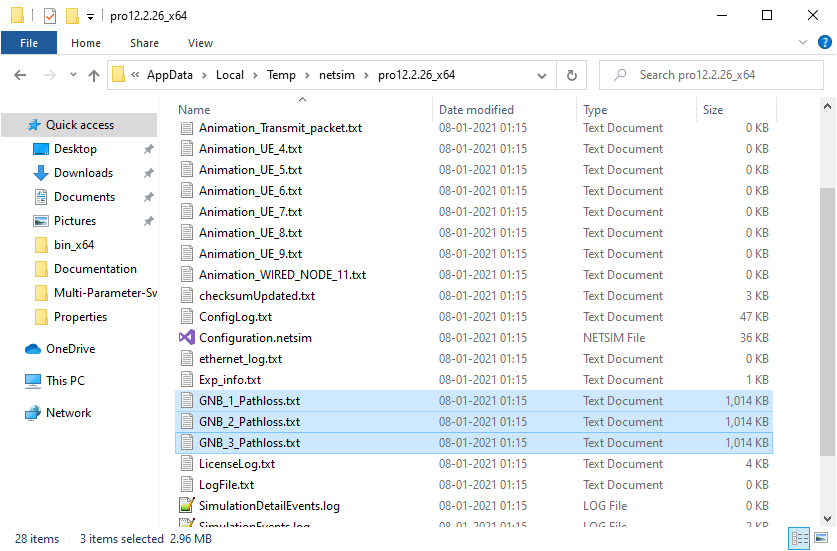 pro12.2.26_x64
File Home Share View
« AppData > Local > Temp > netsim > pro12.2.26_x64
Search pro12.2.26_x64
Quick access
Desktop
Downloads
Documents
Pictures
bin_x64
Documentation
Multi-Parameter-Sw
Properties
OneDrive
This PC
Network
Name Date modified Type Size
Animation_Transmit_packet.txt 08-01-2021 01:15 Text Document 0 KB
Animation_UE_4.txt 08-01-2021 01:15 Text Document 0 KB
Animation_UE_5.txt 08-01-2021 01:15 Text Document 0 KB
Animation_UE_6.txt 08-01-2021 01:15 Text Document 0 KB
Animation_UE_7.txt 08-01-2021 01:15 Text Document 0 KB
Animation_UE_8.txt 08-01-2021 01:15 Text Document 0 KB
Animation_UE_9.txt 08-01-2021 01:15 Text Document 0 KB
Animation_WIRED_NODE_11.txt 08-01-2021 01:15 Text Document 0 KB
checksumUpdated.txt 08-01-2021 01:15 Text Document 3 KB
ConfigLog.txt 08-01-2021 01:15 Text Document 47 KB
Configuration.netsim 08-01-2021 01:15 NETSIM File 36 KB
ethernet_log.txt 08-01-2021 01:15 Text Document 0 KB
Exp_info.txt 08-01-2021 01:15 Text Document 1 KB
GNB_1_Pathloss.txt 08-01-2021 01:15 Text Document 1,014 KB
GNB_2_Pathloss.txt 08-01-2021 01:15 Text Document 1,014 KB
GNB_3_Pathloss.txt 08-01-2021 01:15 Text Document 1,014 KB
LicenseLog.txt 08-01-2021 01:15 Text Document 4 KB
LogFile.txt 08-01-2021 01:15 Text Document 0 KB
SimulationDetailEvents.log 08-01-2021 01:15 LOG File 0 KB
SimulationEvents.log 08-01-2021 01:15 LOG File 2 KB
28 items 3 items selected 2.96 MB